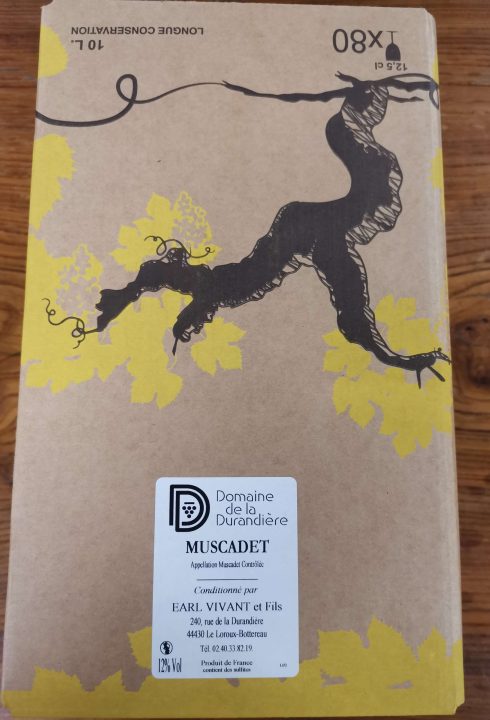 10 L.
LONGUE CONSERVATION
x80
12,5 cl
Domaine
de la
Durandière
MUSCADET
Appellation Muscadet Contrôlée
Conditionné par
EARL VIVANT et Fils
240, rue de la Durandière
44430 Le Loroux-Bottereau
Tél. 02.40.33.82.19.
12% Vol
Produit de France
contient des sulfites